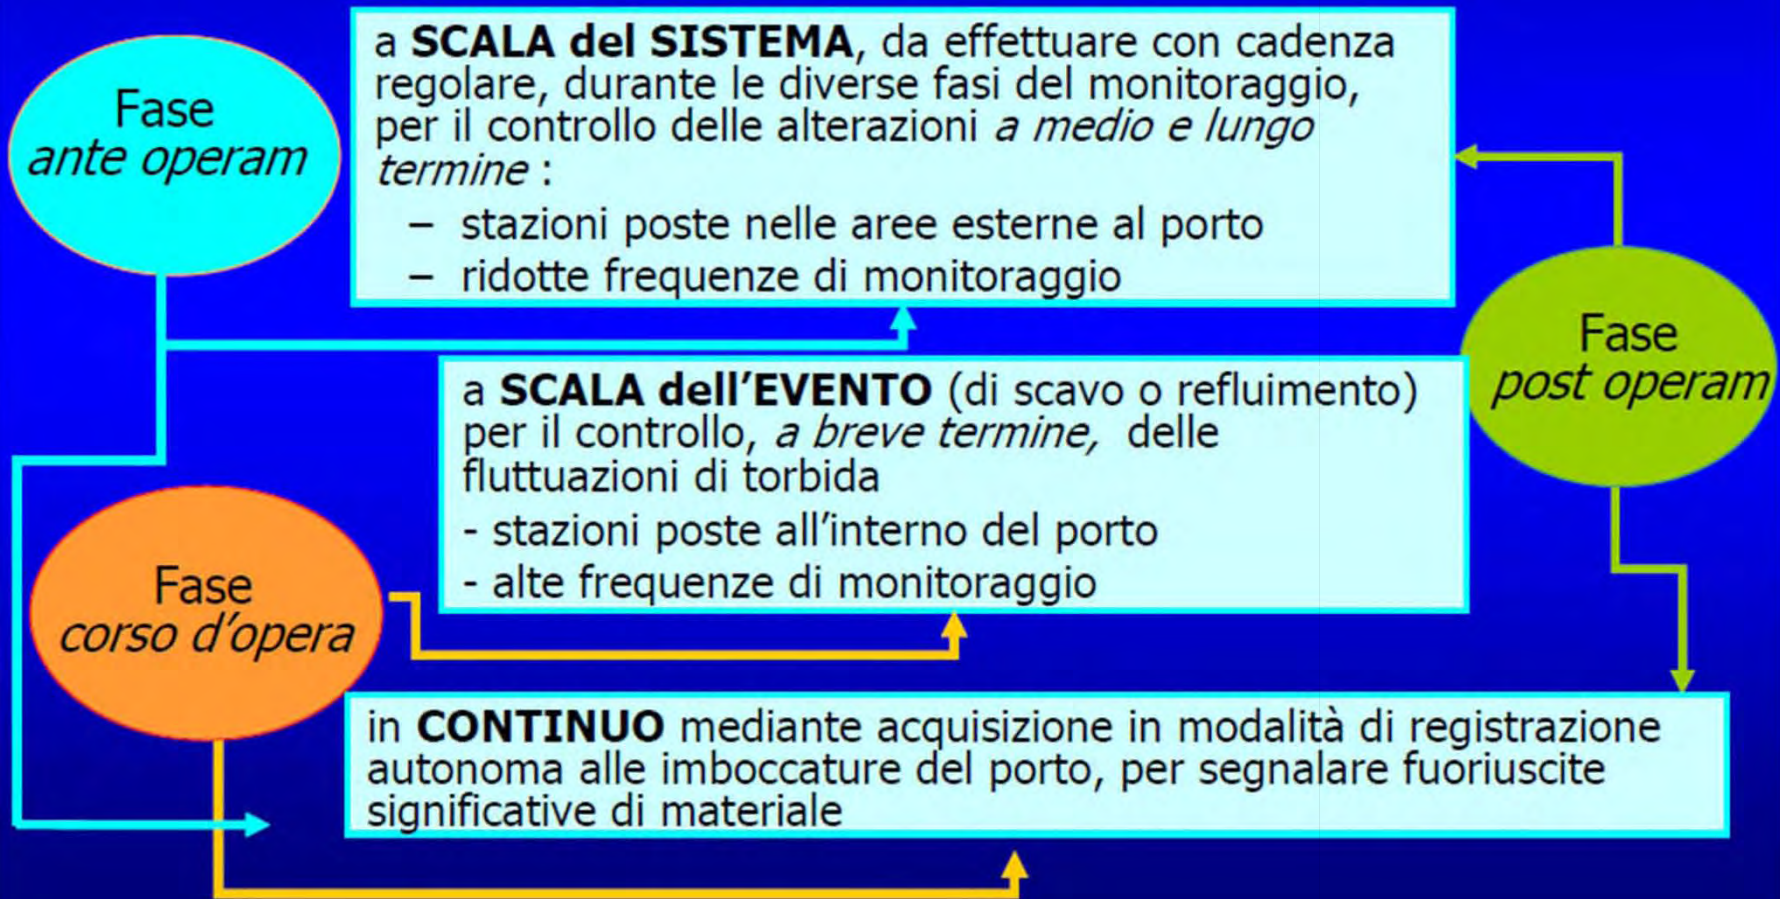 Fase
ante operam
a SCALA del SISTEMA, da effettuare con cadenza
regolare, durante le diverse fasi del monitoraggio,
per il controllo delle alterazioni a medio e lungo
termine :
– stazioni poste nelle aree esterne al porto
– ridotte frequenze di monitoraggio
Fase
post operam
a SCALA dell'EVENTO (di scavo o refluimento)
per il controllo, a breve termine, delle
fluttuazioni di torbida
- stazioni poste all'interno del porto
- alte frequenze di monitoraggio
Fase
corso d'opera
in CONTINUO mediante acquisizione in modalità di registrazione
autonoma alle imboccature del porto, per segnalare fuoriuscite
significative di materiale